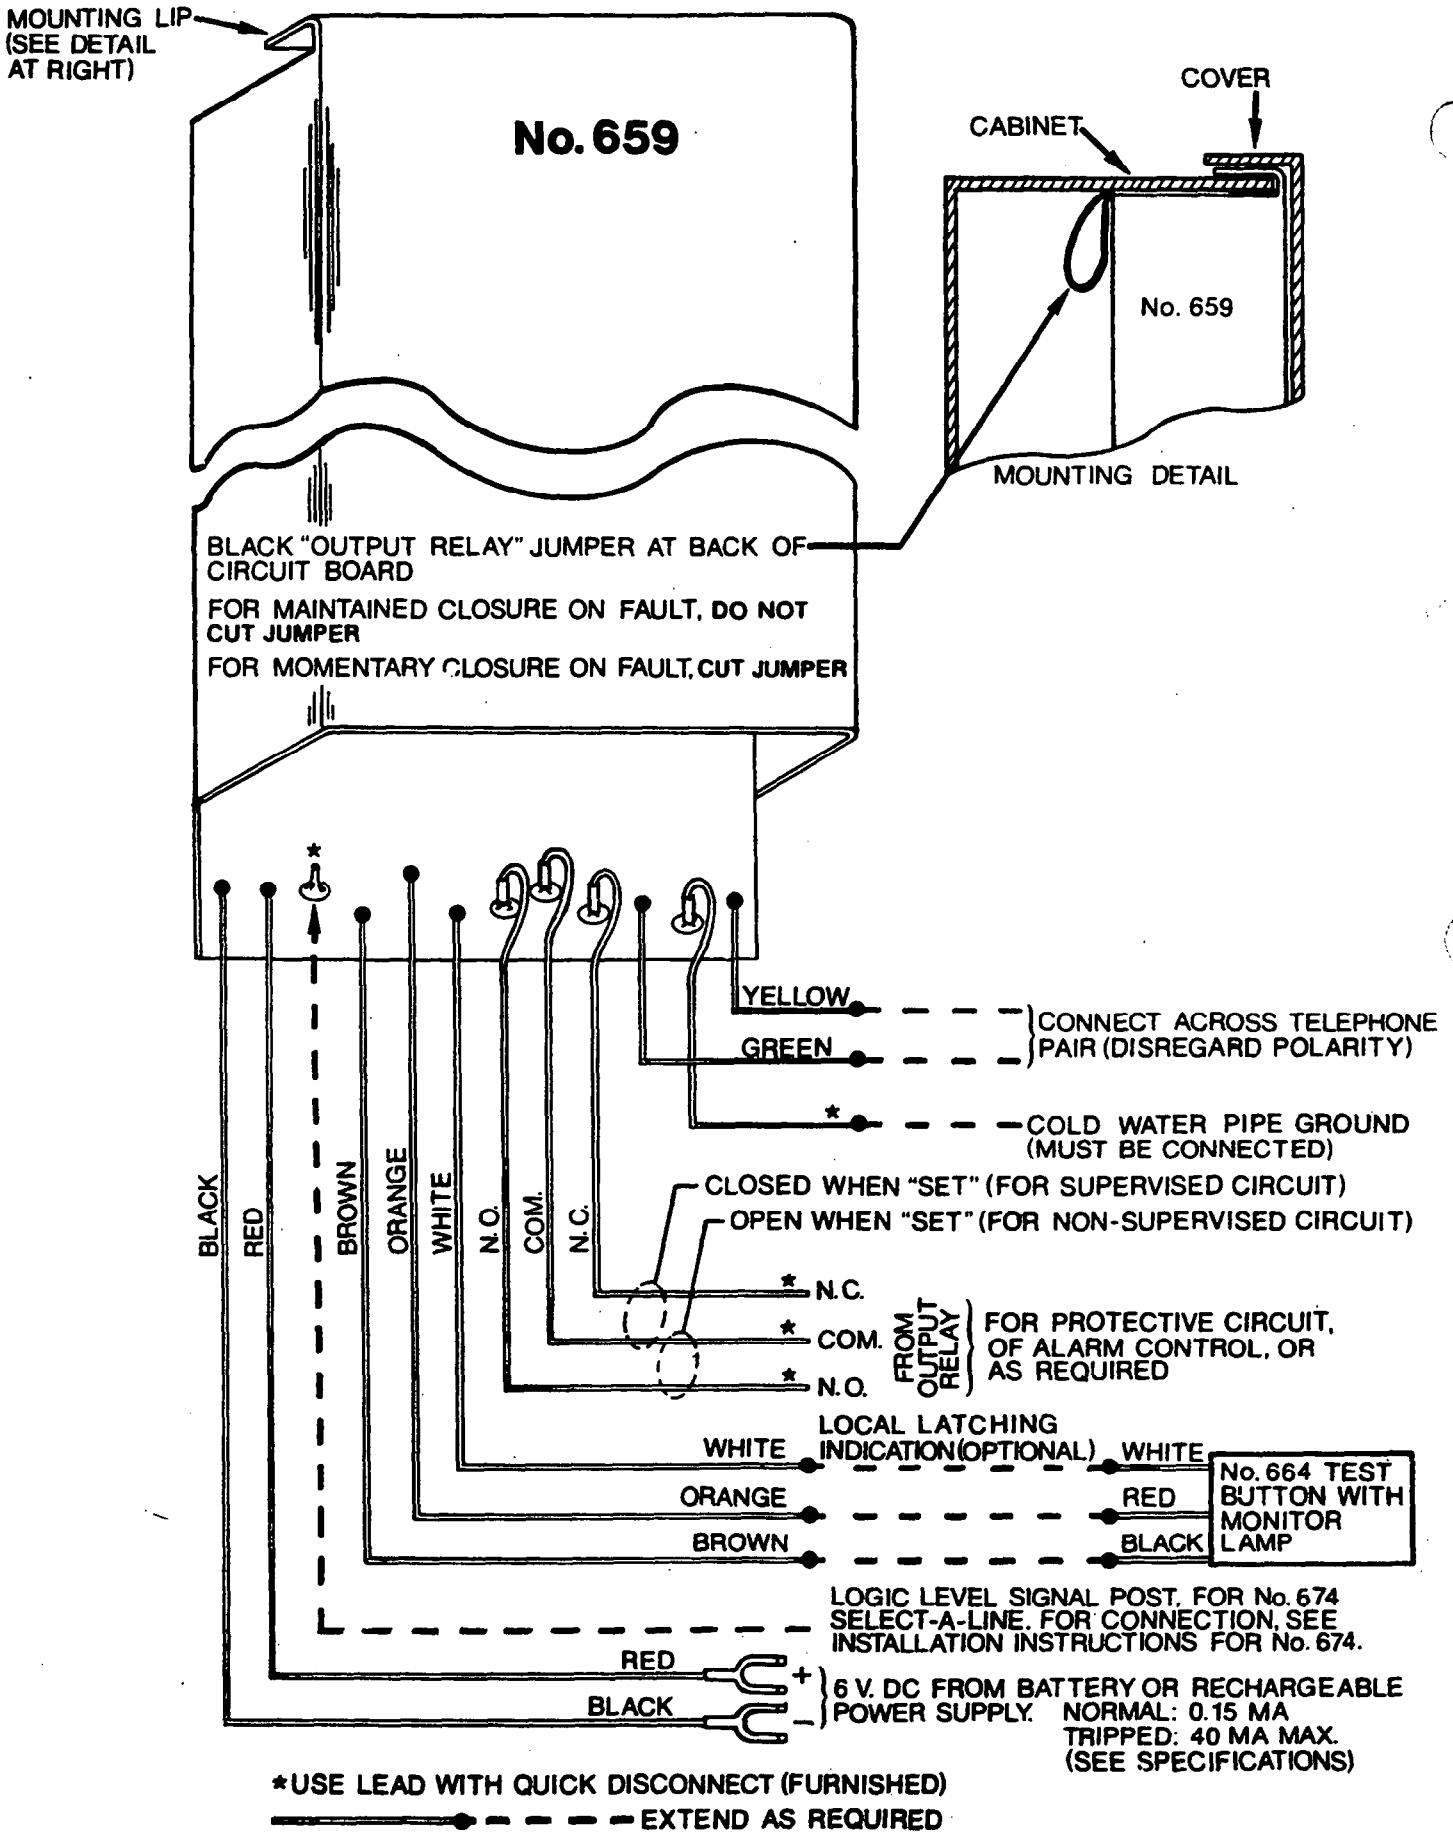 MOUNTING LIP
(SEE DETAIL
AT RIGHT)
No. 659
COVER
CABINET
No. 659
MOUNTING DETAIL
BLACK "OUTPUT RELAY" JUMPER AT BACK OF
CIRCUIT BOARD
FOR MAINTAINED CLOSURE ON FAULT, DO NOT
CUT JUMPER
FOR MOMENTARY CLOSURE ON FAULT, CUT JUMPER
*
YELLOW
GREEN
CONNECT ACROSS TELEPHONE
PAIR (DISREGARD POLARITY)
*
COLD WATER PIPE GROUND
(MUST BE CONNECTED)
BLACK
RED
BROWN
ORANGE
WHITE
N.O.
COM.
N.C.
CLOSED WHEN "SET" (FOR SUPERVISED CIRCUIT)
OPEN WHEN "SET" (FOR NON-SUPERVISED CIRCUIT)
* N.C.
* COM.
* N.O.
FROM
OUTPUT
RELAY
FOR PROTECTIVE CIRCUIT,
OF ALARM CONTROL, OR
AS REQUIRED
LOCAL LATCHING
INDICATION (OPTIONAL)
WHITE
WHITE
ORANGE
RED
BROWN
BLACK
No. 664 TEST
BUTTON WITH
MONITOR
LAMP
LOGIC LEVEL SIGNAL POST, FOR No. 674
SELECT-A-LINE. FOR CONNECTION, SEE
INSTALLATION INSTRUCTIONS FOR No. 674.
RED
+
BLACK
–
6 V. DC FROM BATTERY OR RECHARGEABLE
POWER SUPPLY. NORMAL: 0.15 MA
TRIPPED: 40 MA MAX.
(SEE SPECIFICATIONS)
*USE LEAD WITH QUICK DISCONNECT (FURNISHED)
EXTEND AS REQUIRED